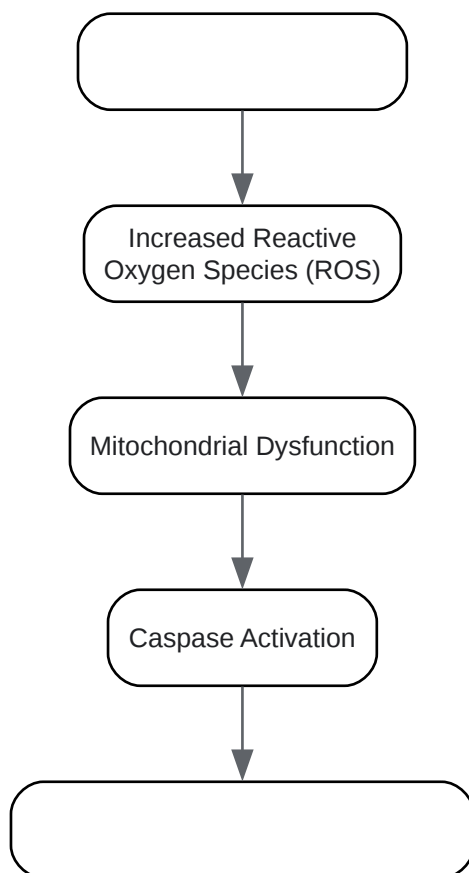 Increased Reactive
Oxygen Species (ROS)
Mitochondrial Dysfunction
Caspase Activation